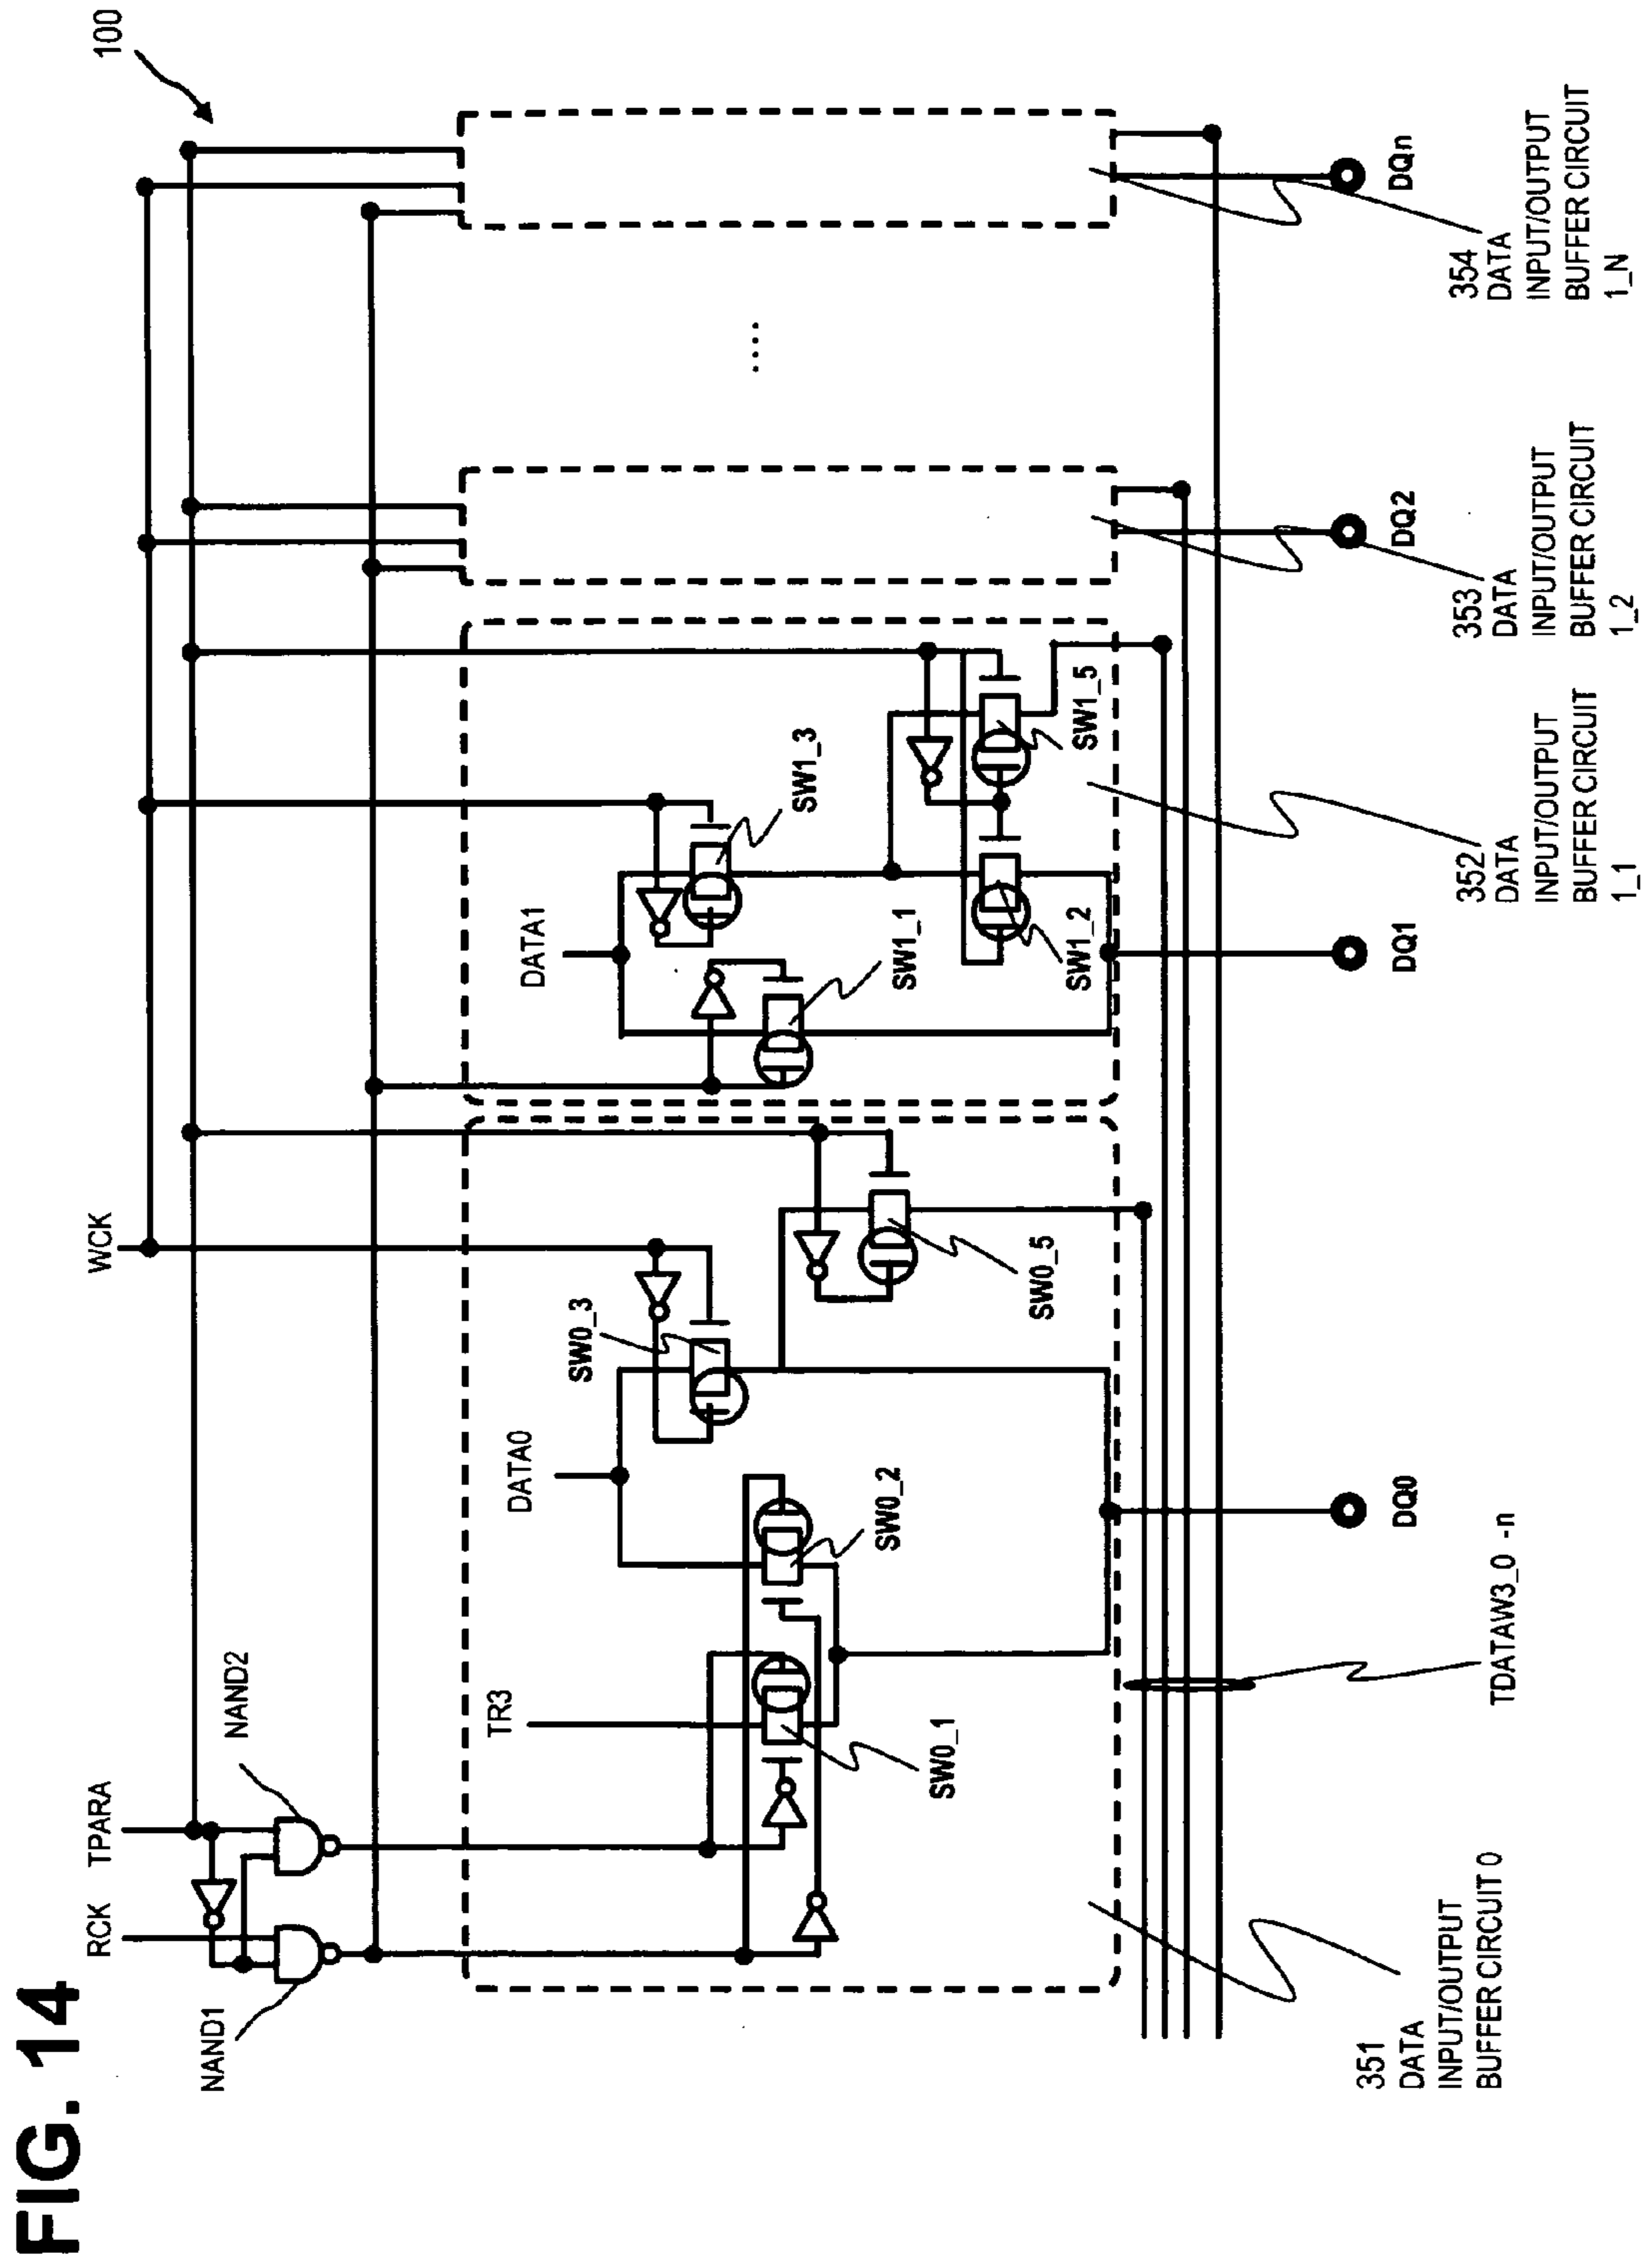 FIG. 14
100
RCK
TPARA
WCK
NAND1
NAND2
TR3
DATA0
DATA1
SW0_1
SW0_2
SW0_3
SW0_5
SW1_1
SW1_2
SW1_3
SW1_5
....
DQ0
DQ1
DQ2
DQn
TDATAW3_0 -n
351
DATA
INPUT/OUTPUT
BUFFER CIRCUIT 0
352
DATA
INPUT/OUTPUT
BUFFER CIRCUIT
1_1
353
DATA
INPUT/OUTPUT
BUFFER CIRCUIT
1_2
354
DATA
INPUT/OUTPUT
BUFFER CIRCUIT
1_N